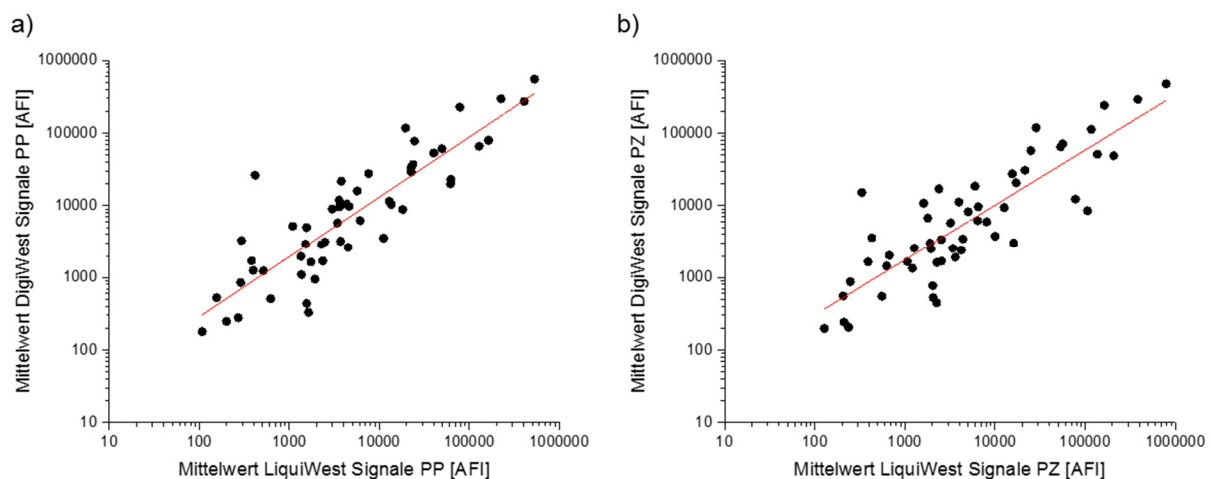 a)
1000000
100000
10000
1000
100
10
Mittelwert DigiWest Signale PP [AFI]
10 100 1000 10000 100000 1000000
Mittelwert LiquiWest Signale PP [AFI]
b)
1000000
100000
10000
1000
100
10
Mittelwert DigiWest Signale PZ [AFI]
10 100 1000 10000 100000 1000000
Mittelwert LiquiWest Signale PZ [AFI]